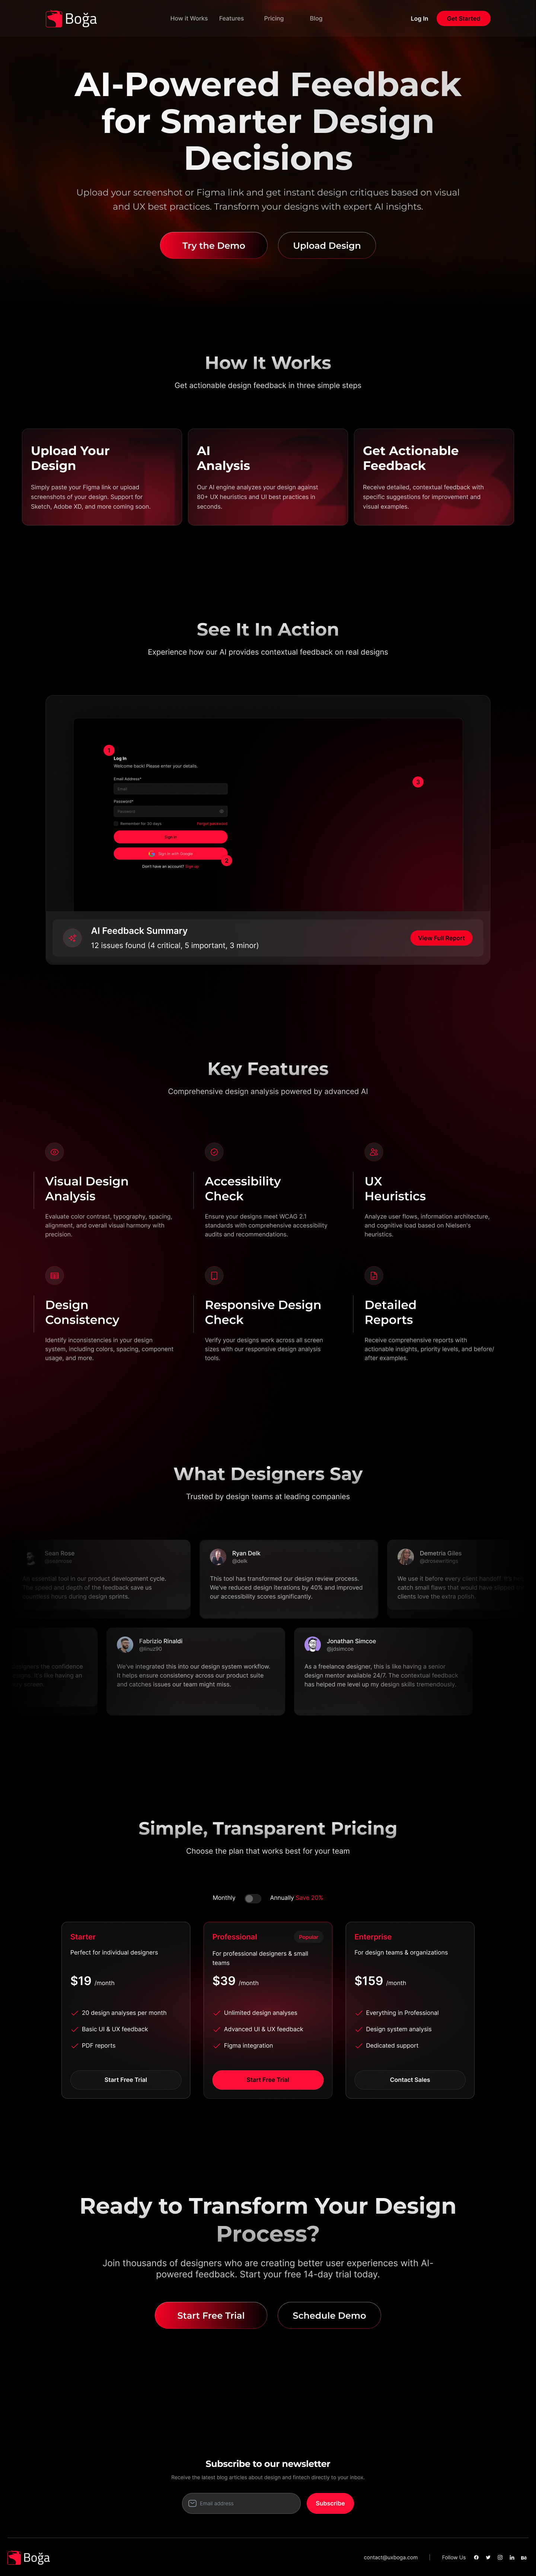 Boğa
How it Works Features Pricing Blog
Log In Get Started
AI-Powered Feedback
for Smarter Design
Decisions
Upload your screenshot or Figma link and get instant design critiques based on visual
and UX best practices. Transform your designs with expert AI insights.
Try the Demo Upload Design
How It Works
Get actionable design feedback in three simple steps
1
Upload Your
Design
Simply paste your Figma link or upload
screenshots of your design. Support for
Sketch, Adobe XD, and more coming soon.
2
AI
Analysis
Our AI engine analyzes your design against
80+ UX heuristics and UI best practices in
seconds.
3
Get Actionable
Feedback
Receive detailed, contextual feedback with
specific suggestions for improvement and
visual examples.
See It In Action
Experience how our AI provides contextual feedback on real designs
1
Log In
Welcome back! Please enter your details.
Email Address*
Email
Password*
Password
Remember for 30 days Forgot password
Sign in
Sign in with Google
2
Don't have an account? Sign up
3
AI Feedback Summary
12 issues found (4 critical, 5 important, 3 minor)
View Full Report
Key Features
Comprehensive design analysis powered by advanced AI
Visual Design
Analysis
Evaluate color contrast, typography, spacing,
alignment, and overall visual harmony with
precision.
Accessibility
Check
Ensure your designs meet WCAG 2.1
standards with comprehensive accessibility
audits and recommendations.
UX
Heuristics
Analyze user flows, information architecture,
and cognitive load based on Nielsen's
heuristics.
Design
Consistency
Identify inconsistencies in your design
system, including colors, spacing, component
usage, and more.
Responsive Design
Check
Verify your designs work across all screen
sizes with our responsive design analysis
tools.
Detailed
Reports
Receive comprehensive reports with
actionable insights, priority levels, and before/
after examples.
What Designers Say
Trusted by design teams at leading companies
Sean Rose
essential tool in our product development cycle.
The speed and depth of the feedback save us
countless hours during design sprints.
Ryan Delk
@delk
This tool has transformed our design review process.
We've reduced design iterations by 40% and improved
our accessibility scores significantly.
Demetria Giles
@drosewritings
We use it before every client handoff.
catch small flaws that would have
clients love the extra polish.
the confidence
it's like having an
Fabrizio Rinaldi
@linuz90
We've integrated this into our design system workflow.
It helps ensure consistency across our product suite
and catches issues our team might miss.
Jonathan Simcoe
@jdsimcoe
As a freelance designer, this is like having a senior
design mentor available 24/7. The contextual feedback
has helped me level up my design skills tremendously.
Simple, Transparent Pricing
Choose the plan that works best for your team
Monthly Annually Save 20%
Starter
Perfect for individual designers
$19 /month
20 design analyses per month
Basic UI & UX feedback
PDF reports
Start Free Trial
Professional Popular
For professional designers & small
teams
$39 /month
Unlimited design analyses
Advanced UI & UX feedback
Figma integration
Start Free Trial
Enterprise
For design teams & organizations
$159 /month
Everything in Professional
Design system analysis
Dedicated support
Contact Sales
Ready to Transform Your Design
Process?
Join thousands of designers who are creating better user experiences with AI-
powered feedback. Start your free 14-day trial today.
Start Free Trial Schedule Demo
Subscribe to our newsletter
Receive the latest blog articles about design and fintech directly to your inbox.
Email address Subscribe
Boğa
contact@uxboga.com Follow Us